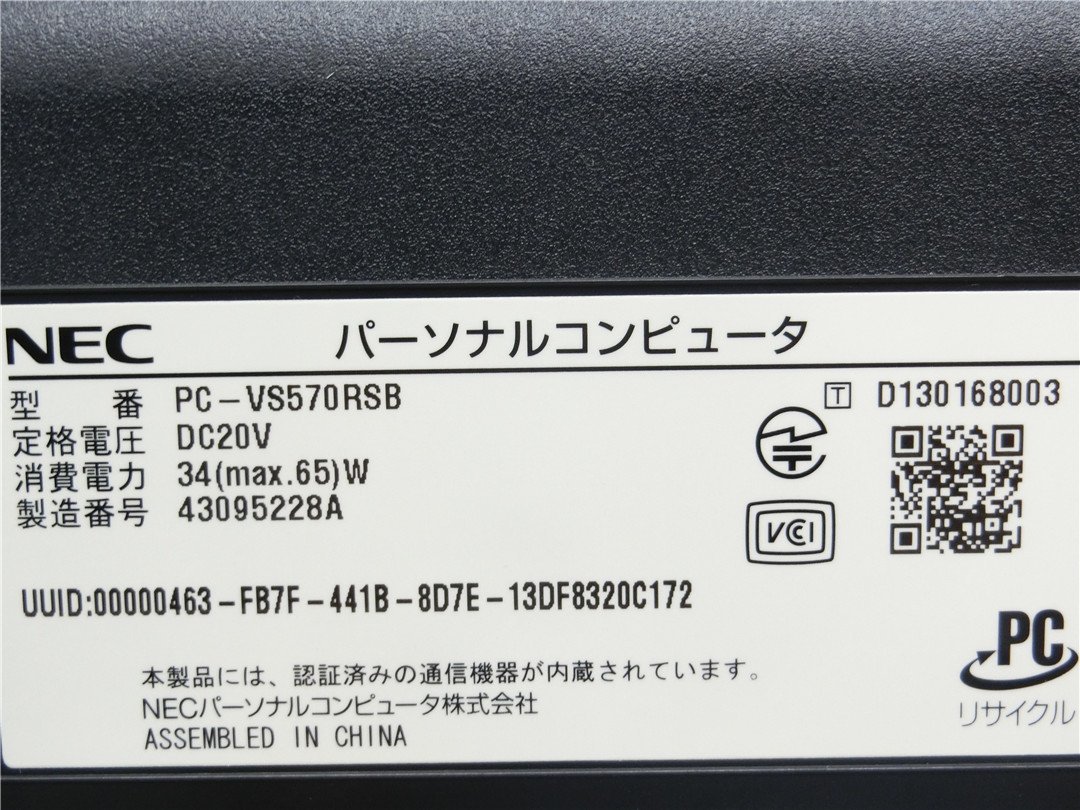 NEC パーソナルコンピュータ
型 番 PC-VS570RSB
T D130168003
定格電圧 DC20V
消費電力 34(max.65)W
製造番号 43095228A
VCCI
UUID:00000463-FB7F-441B-8D7E-13DF8320C172
本製品には、認証済みの通信機器が内蔵されています。
NECパーソナルコンピュータ株式会社
ASSEMBLED IN CHINA
PC
リサイクル